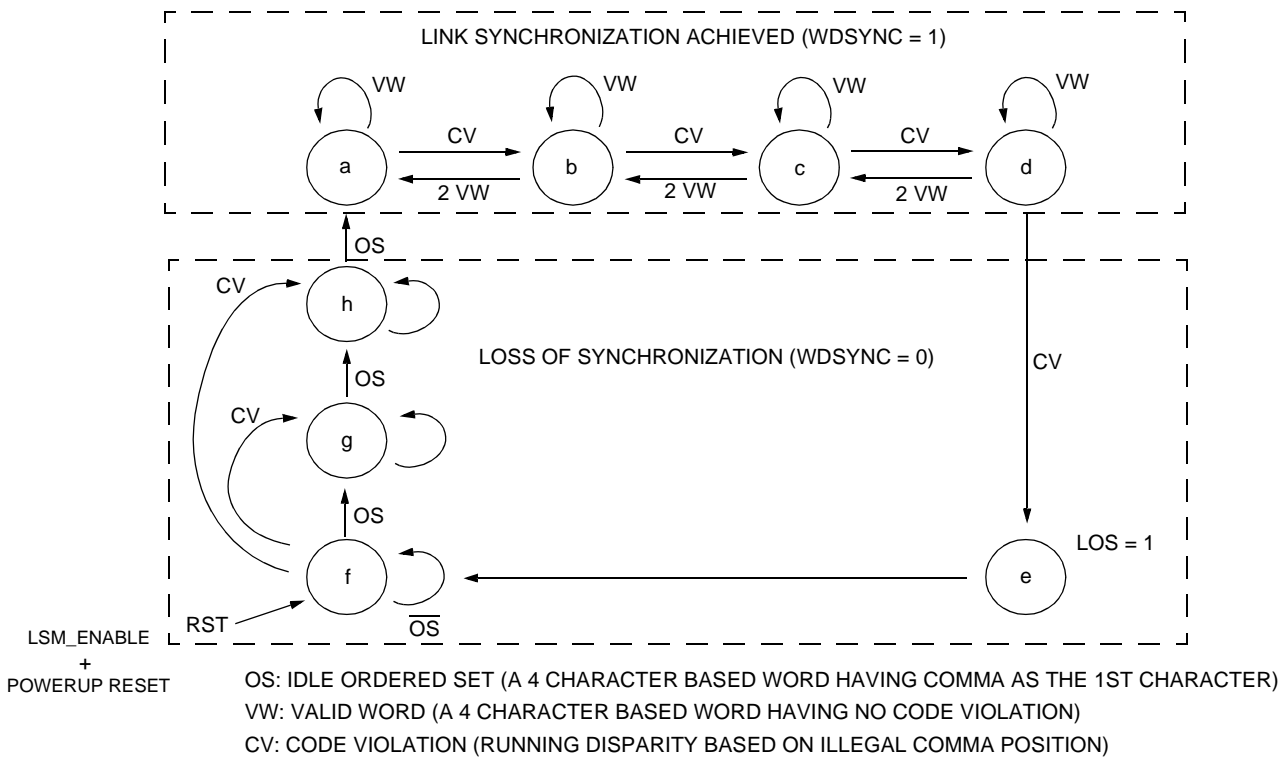 LINK SYNCHRONIZATION ACHIEVED (WDSYNC = 1)
VW
VW
VW
VW
CV
CV
CV
a
b
c
d
2 VW
2 VW
2 VW
OS
CV
h
LOSS OF SYNCHRONIZATION (WDSYNC = 0)
CV
OS
CV
g
OS
LOS = 1
f
e
RST
OS
LSM_ENABLE
+
POWERUP RESET
OS: IDLE ORDERED SET (A 4 CHARACTER BASED WORD HAVING COMMA AS THE 1ST CHARACTER)
VW: VALID WORD (A 4 CHARACTER BASED WORD HAVING NO CODE VIOLATION)
CV: CODE VIOLATION (RUNNING DISPARITY BASED ON ILLEGAL COMMA POSITION)